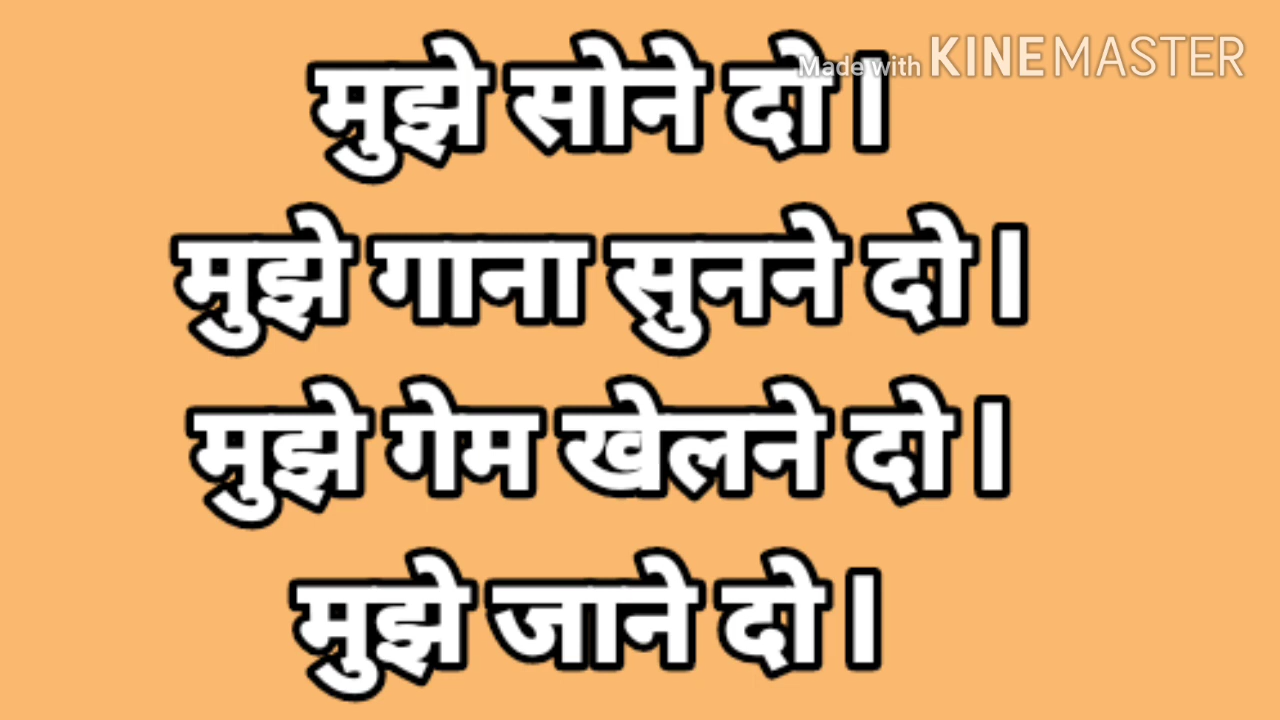 मुझे सोने दो।
Made with KINEMASTER
मुझे गाना सुनने दो।
मुझे गेम खेलने दो।
मुझे जाने दो।